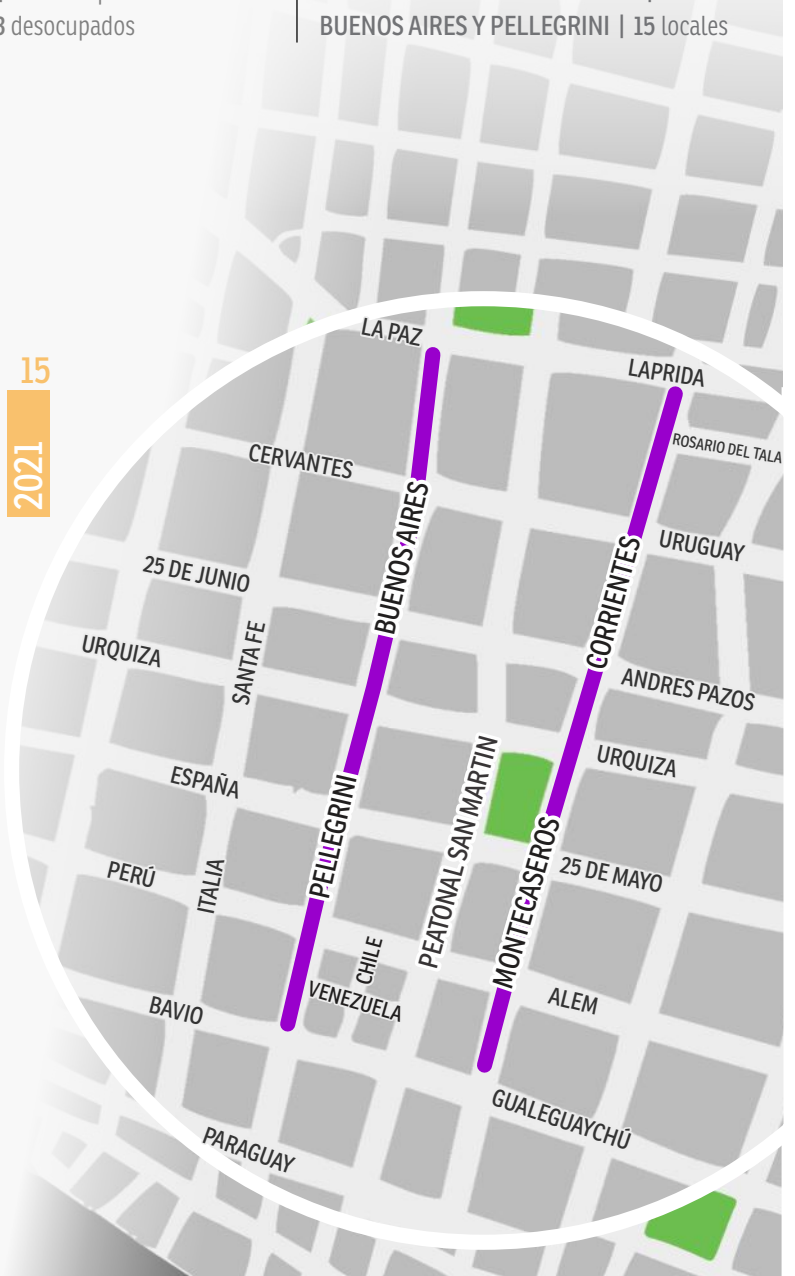 3 desocupados
BUENOS AIRES Y PELLEGRINI | 15 locales
15
2021
LA PAZ
LAPRIDA
ROSARIO DEL TALA
CERVANTES
BUENOS AIRES
CORRIENTES
URUGUAY
25 DE JUNIO
SANTA FE
URQUIZA
ANDRES PAZOS
URQUIZA
ESPAÑA
PELLEGRINI
PEATONAL SAN MARTIN
MONTECASEROS
25 DE MAYO
PERÚ
ITALIA
CHILE
VENEZUELA
ALEM
BAVIO
GUALEGUAYCHÚ
PARAGUAY